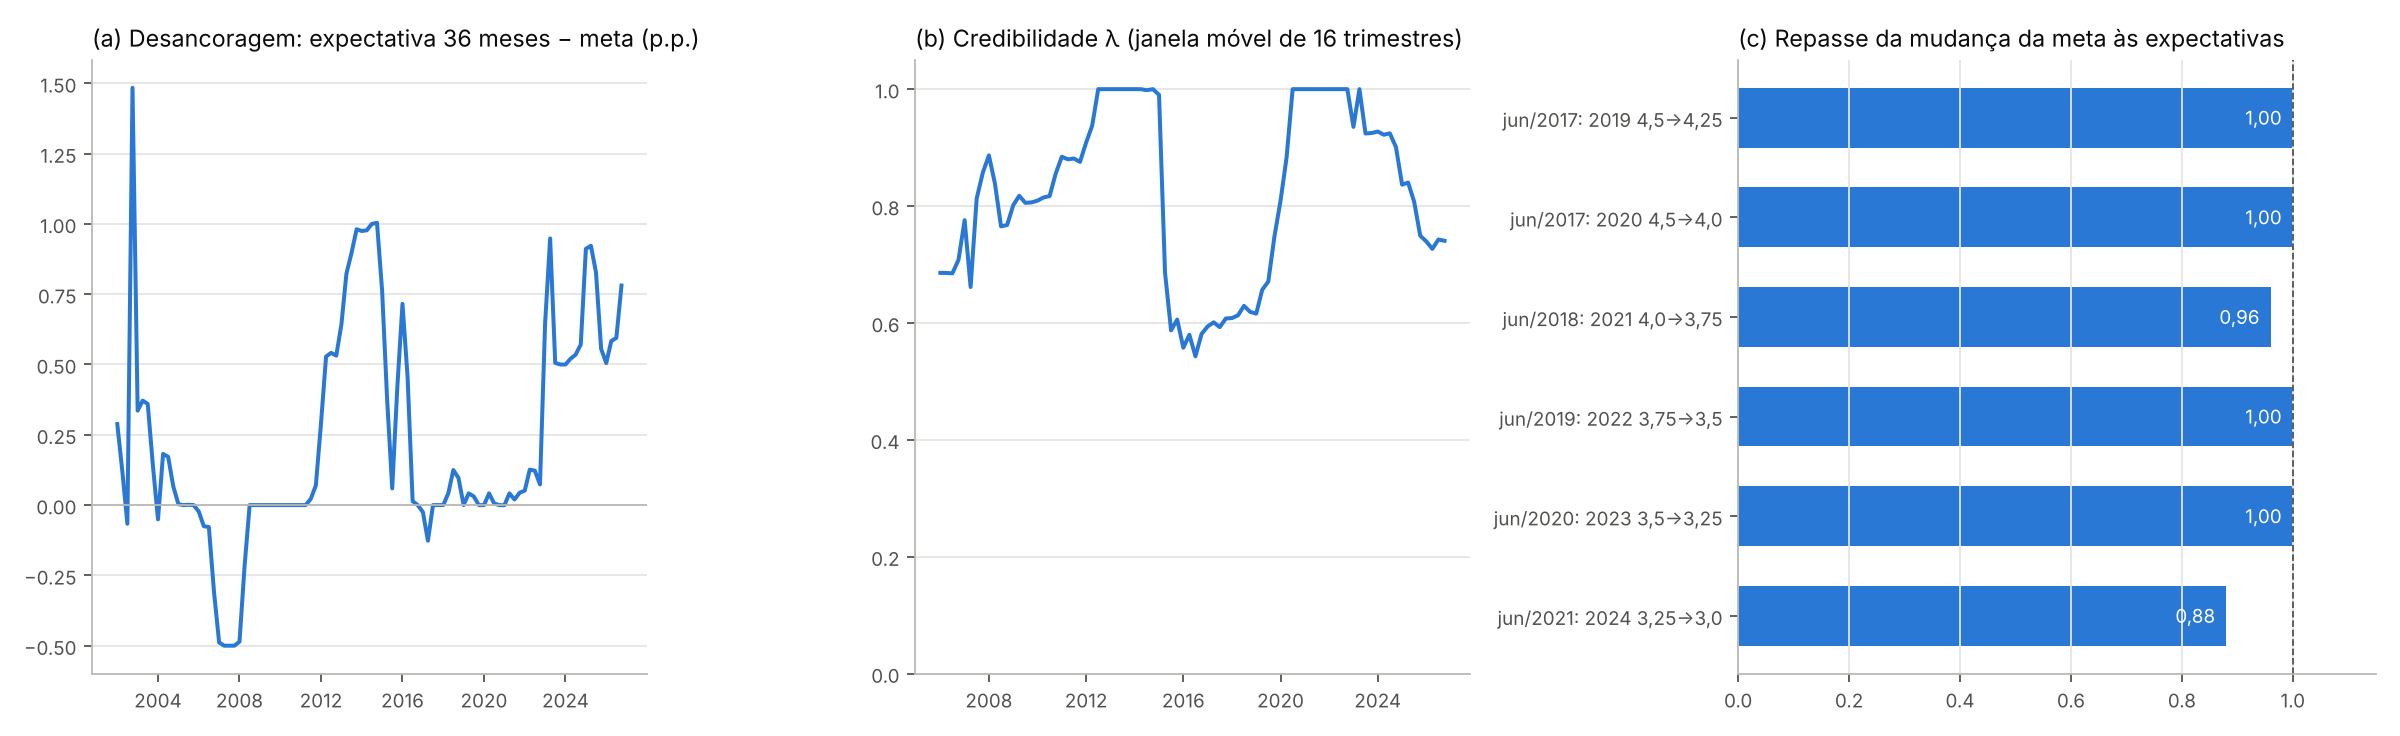 (a) Desancoragem: expectativa 36 meses − meta (p.p.)
1.50
1.25
1.00
0.75
0.50
0.25
0.00
−0.25
−0.50
2004 2008 2012 2016 2020 2024
(b) Credibilidade λ (janela móvel de 16 trimestres)
1.0
0.8
0.6
0.4
0.2
0.0
2008 2012 2016 2020 2024
(c) Repasse da mudança da meta às expectativas
jun/2017: 2019 4,5→4,25 1,00
jun/2017: 2020 4,5→4,0 1,00
jun/2018: 2021 4,0→3,75 0,96
jun/2019: 2022 3,75→3,5 1,00
jun/2020: 2023 3,5→3,25 1,00
jun/2021: 2024 3,25→3,0 0,88
0.0 0.2 0.4 0.6 0.8 1.0